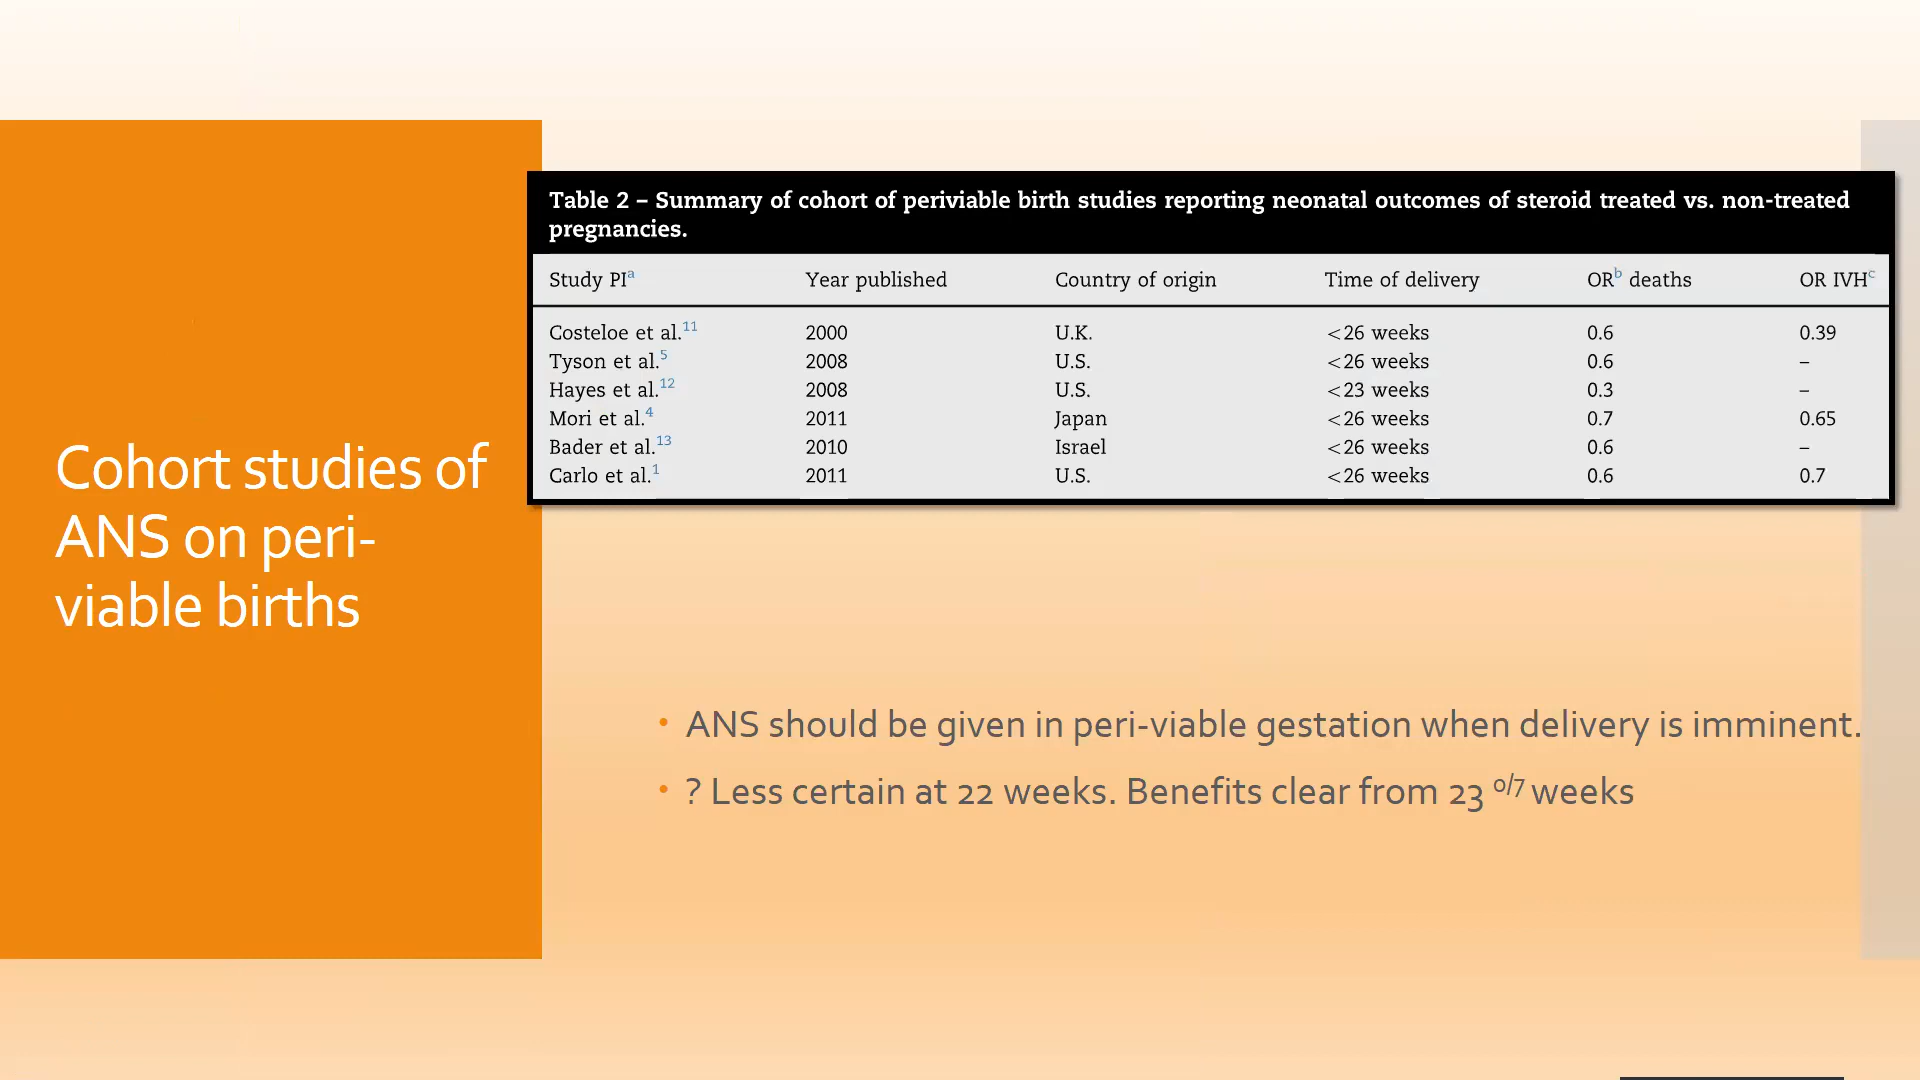 Cohort studies of
ANS on peri-
viable births
Table 2 – Summary of cohort of periviable birth studies reporting neonatal outcomes of steroid treated vs. non-treated
pregnancies.
Study PIa Year published Country of origin Time of delivery ORb deaths OR IVHc
Costeloe et al.11 2000 U.K. <26 weeks 0.6 0.39
Tyson et al.5 2008 U.S. <26 weeks 0.6 –
Hayes et al.12 2008 U.S. <23 weeks 0.3 –
Mori et al.4 2011 Japan <26 weeks 0.7 0.65
Bader et al.13 2010 Israel <26 weeks 0.6 –
Carlo et al.1 2011 U.S. <26 weeks 0.6 0.7
• ANS should be given in peri-viable gestation when delivery is imminent.
• ? Less certain at 22 weeks. Benefits clear from 23 0/7 weeks